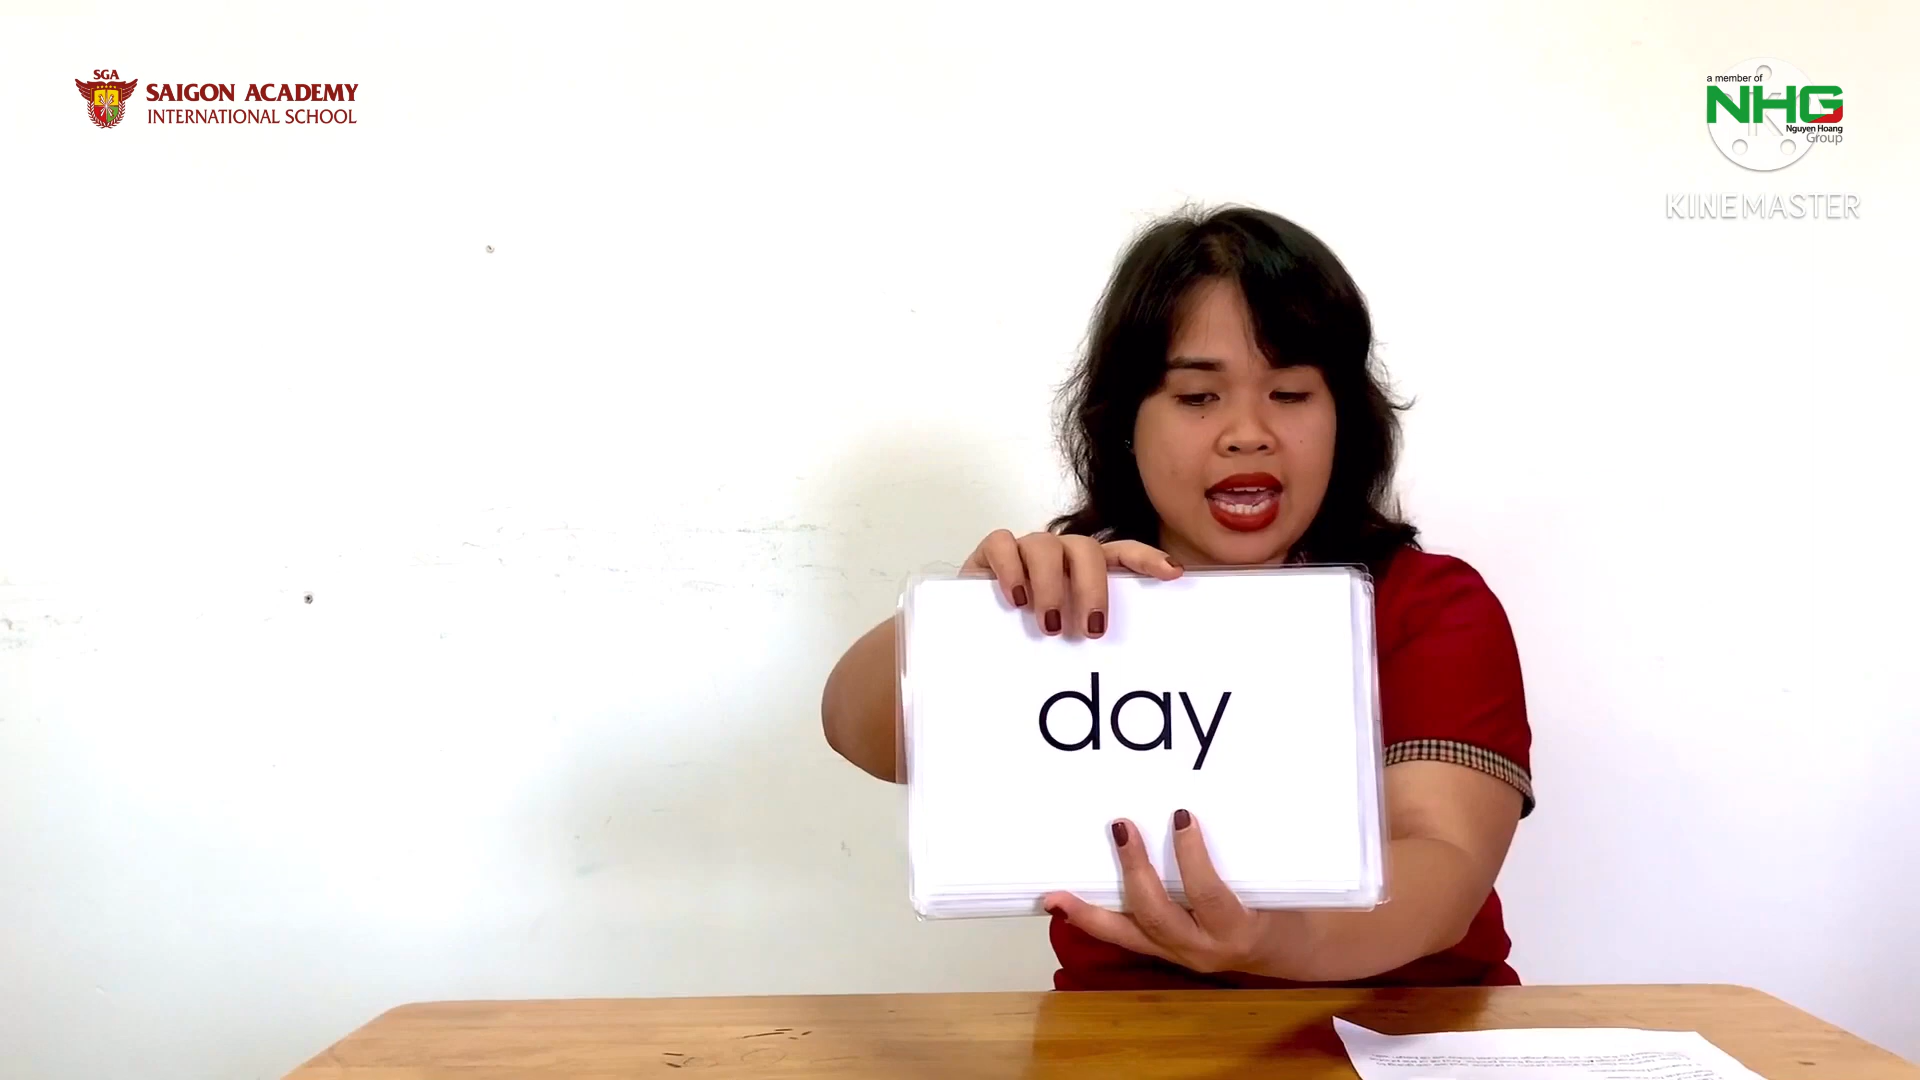 SGA
SAIGON ACADEMY
INTERNATIONAL SCHOOL
a member of
NHG
Nguyen Hoang
Group
KINEMASTER
day